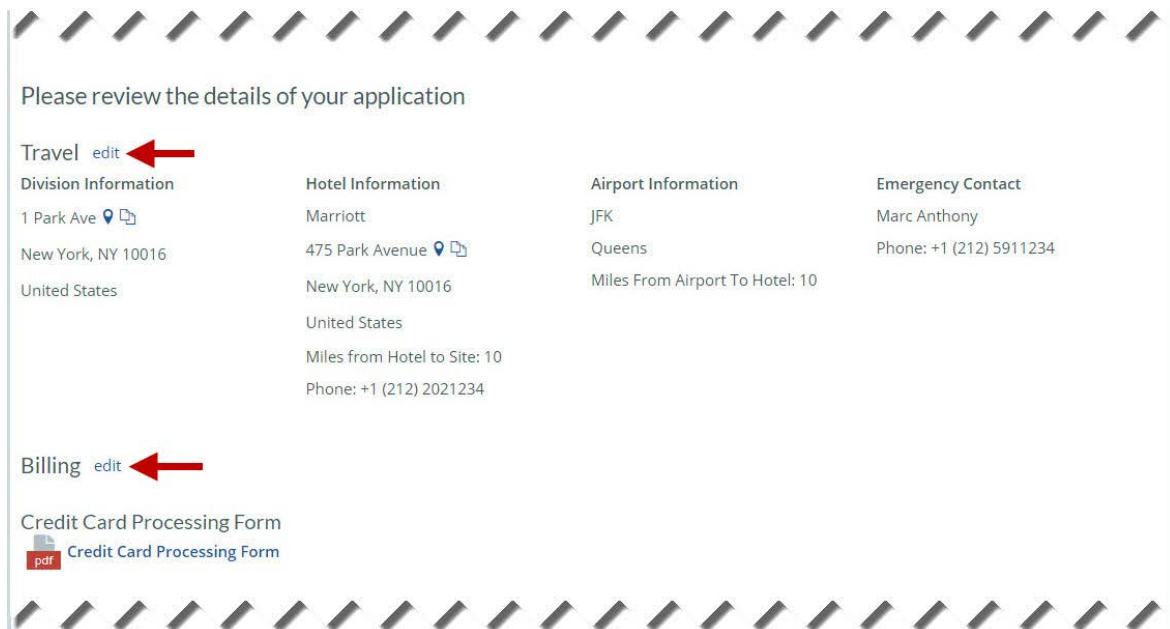 Please review the details of your application
Travel edit
Division Information
1 Park Ave
New York, NY 10016
United States
Hotel Information
Marriott
475 Park Avenue
New York, NY 10016
United States
Miles from Hotel to Site: 10
Phone: +1 (212) 2021234
Airport Information
JFK
Queens
Miles From Airport To Hotel: 10
Emergency Contact
Marc Anthony
Phone: +1 (212) 5911234
Billing edit
Credit Card Processing Form
pdf Credit Card Processing Form